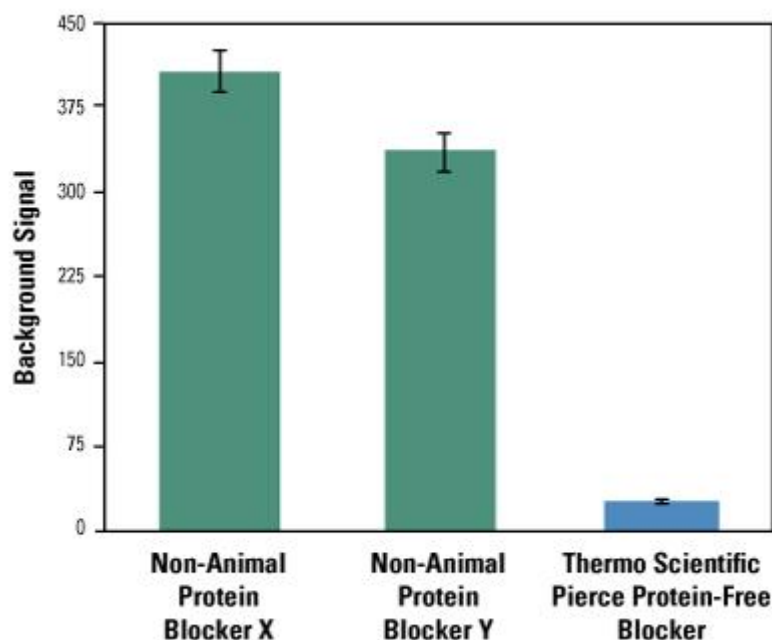 450
375
300
225
150
75
0
Background Signal
Non-Animal
Protein
Blocker X
Non-Animal
Protein
Blocker Y
Thermo Scientific
Pierce Protein-Free
Blocker